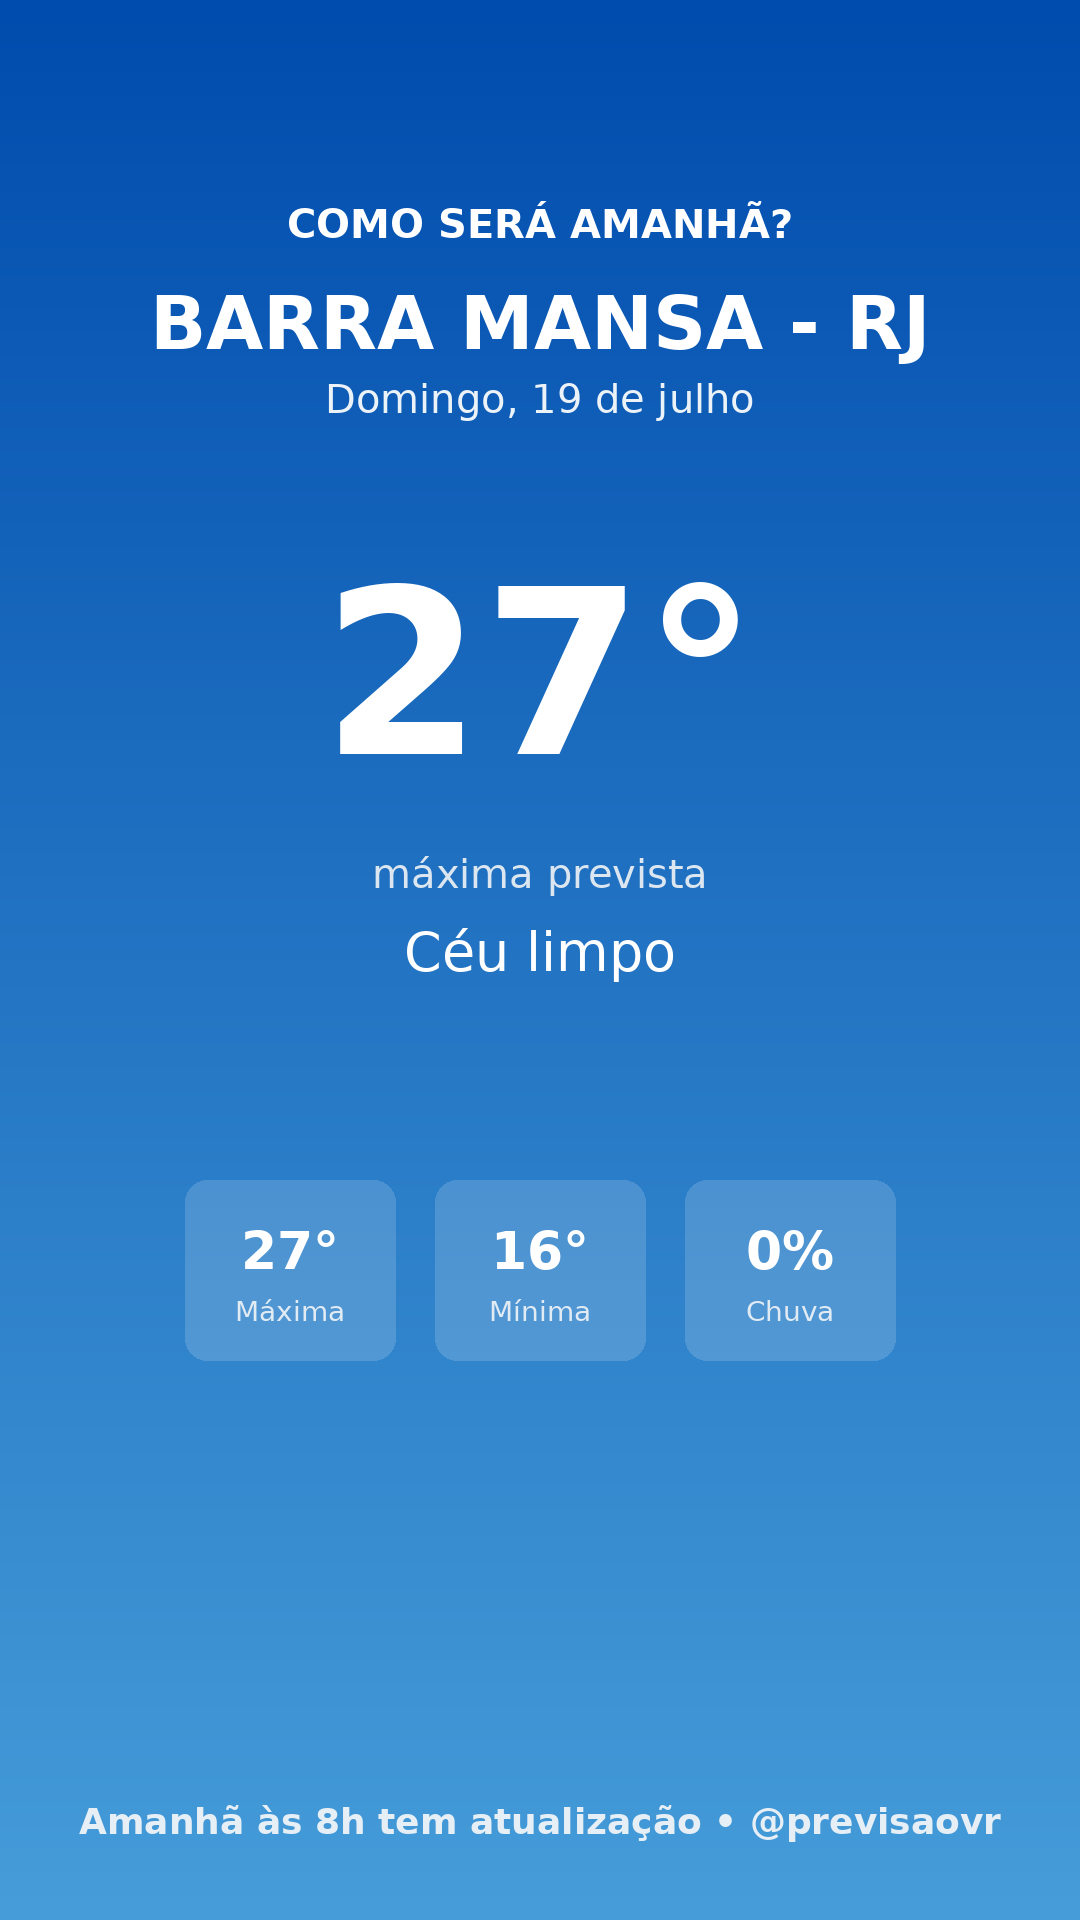 COMO SERÁ AMANHÃ?
BARRA MANSA - RJ
Domingo, 19 de julho
27°
máxima prevista
Céu limpo
27°
Máxima
16°
Mínima
0%
Chuva
Amanhã às 8h tem atualização • @previsaovr